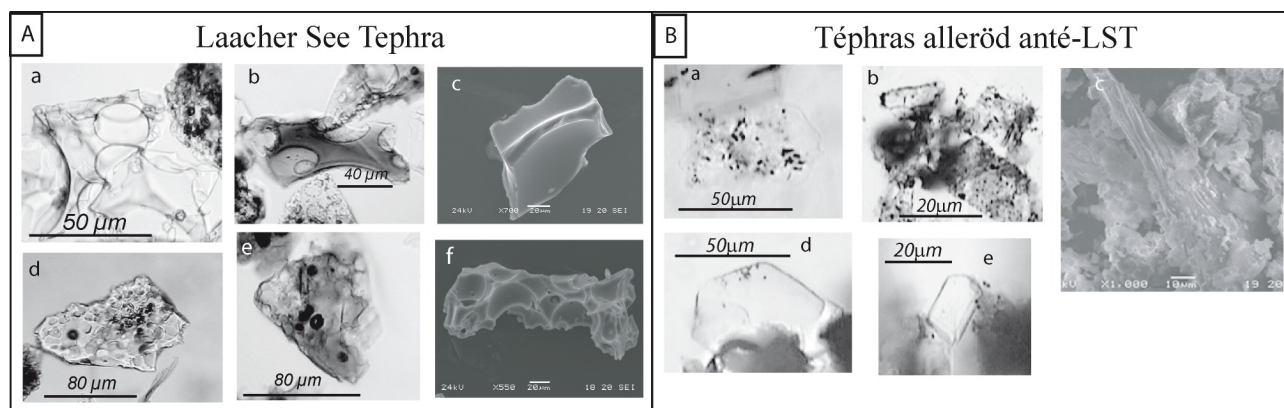 A
Laacher See Tephra
a
50 µm
b
40 µm
c
24kV X700 20µm 19 20 SEI
d
80 µm
e
80 µm
f
24kV X550 20µm 18 20 SEI
B
Téphras alleröd anté-LST
a
50µm
b
20µm
c
kV X1,000 10µm 19 20
d
50µm
e
20µm